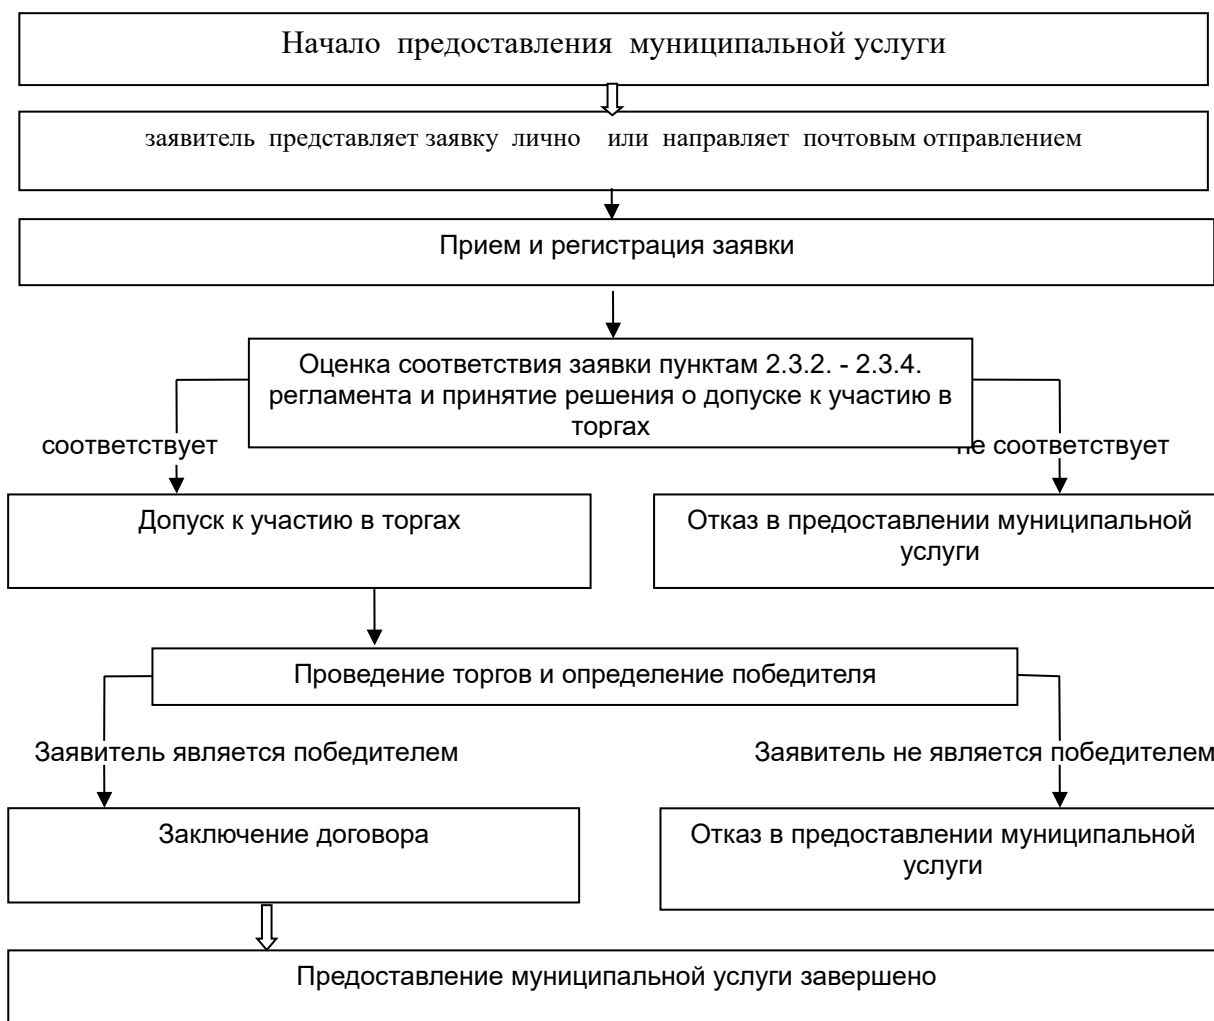 Начало предоставления муниципальной услуги
заявитель представляет заявку лично или направляет почтовым отправлением
Прием и регистрация заявки
Оценка соответствия заявки пунктам 2.3.2. - 2.3.4.
регламента и принятие решения о допуске к участию в
торгах
соответствует
не соответствует
Допуск к участию в торгах
Отказ в предоставлении муниципальной
услуги
Проведение торгов и определение победителя
Заявитель является победителем
Заявитель не является победителем
Заключение договора
Отказ в предоставлении муниципальной
услуги
Предоставление муниципальной услуги завершено